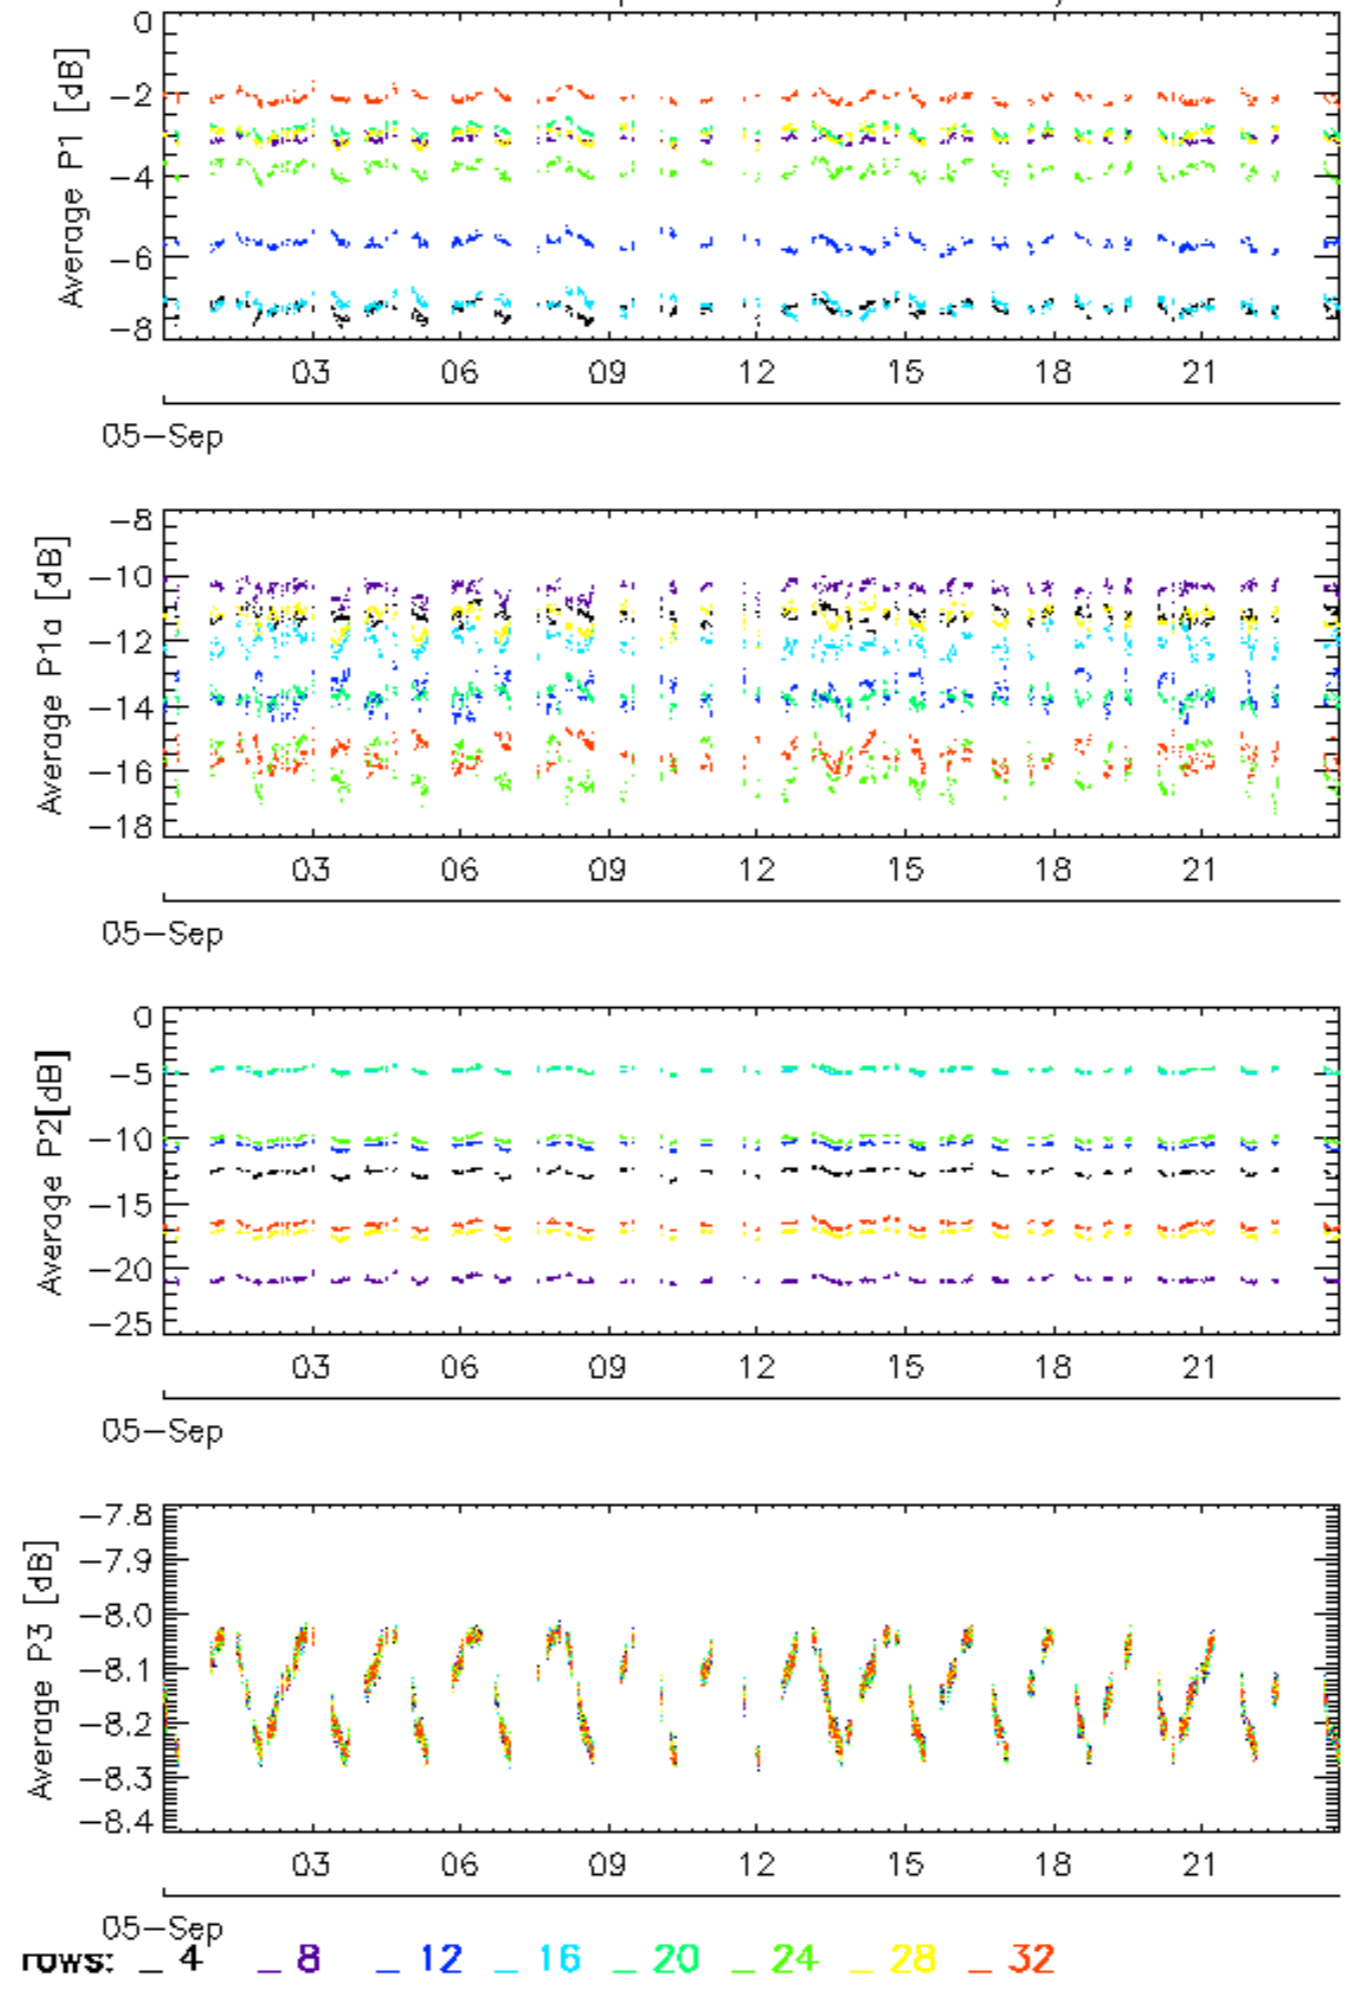 0
-2
-4
-6
-8
Average P1 [dB]
03 06 09 12 15 18 21
05-Sep
-8
-10
-12
-14
-16
-18
Average P1a [dB]
03 06 09 12 15 18 21
05-Sep
0
-5
-10
-15
-20
-25
Average P2[dB]
03 06 09 12 15 18 21
05-Sep
-7.8
-7.9
-8.0
-8.1
-8.2
-8.3
-8.4
Average P3 [dB]
03 06 09 12 15 18 21
05-Sep
rows: _ 4 _ 8 _ 12 _ 16 _ 20 _ 24 _ 28 _ 32